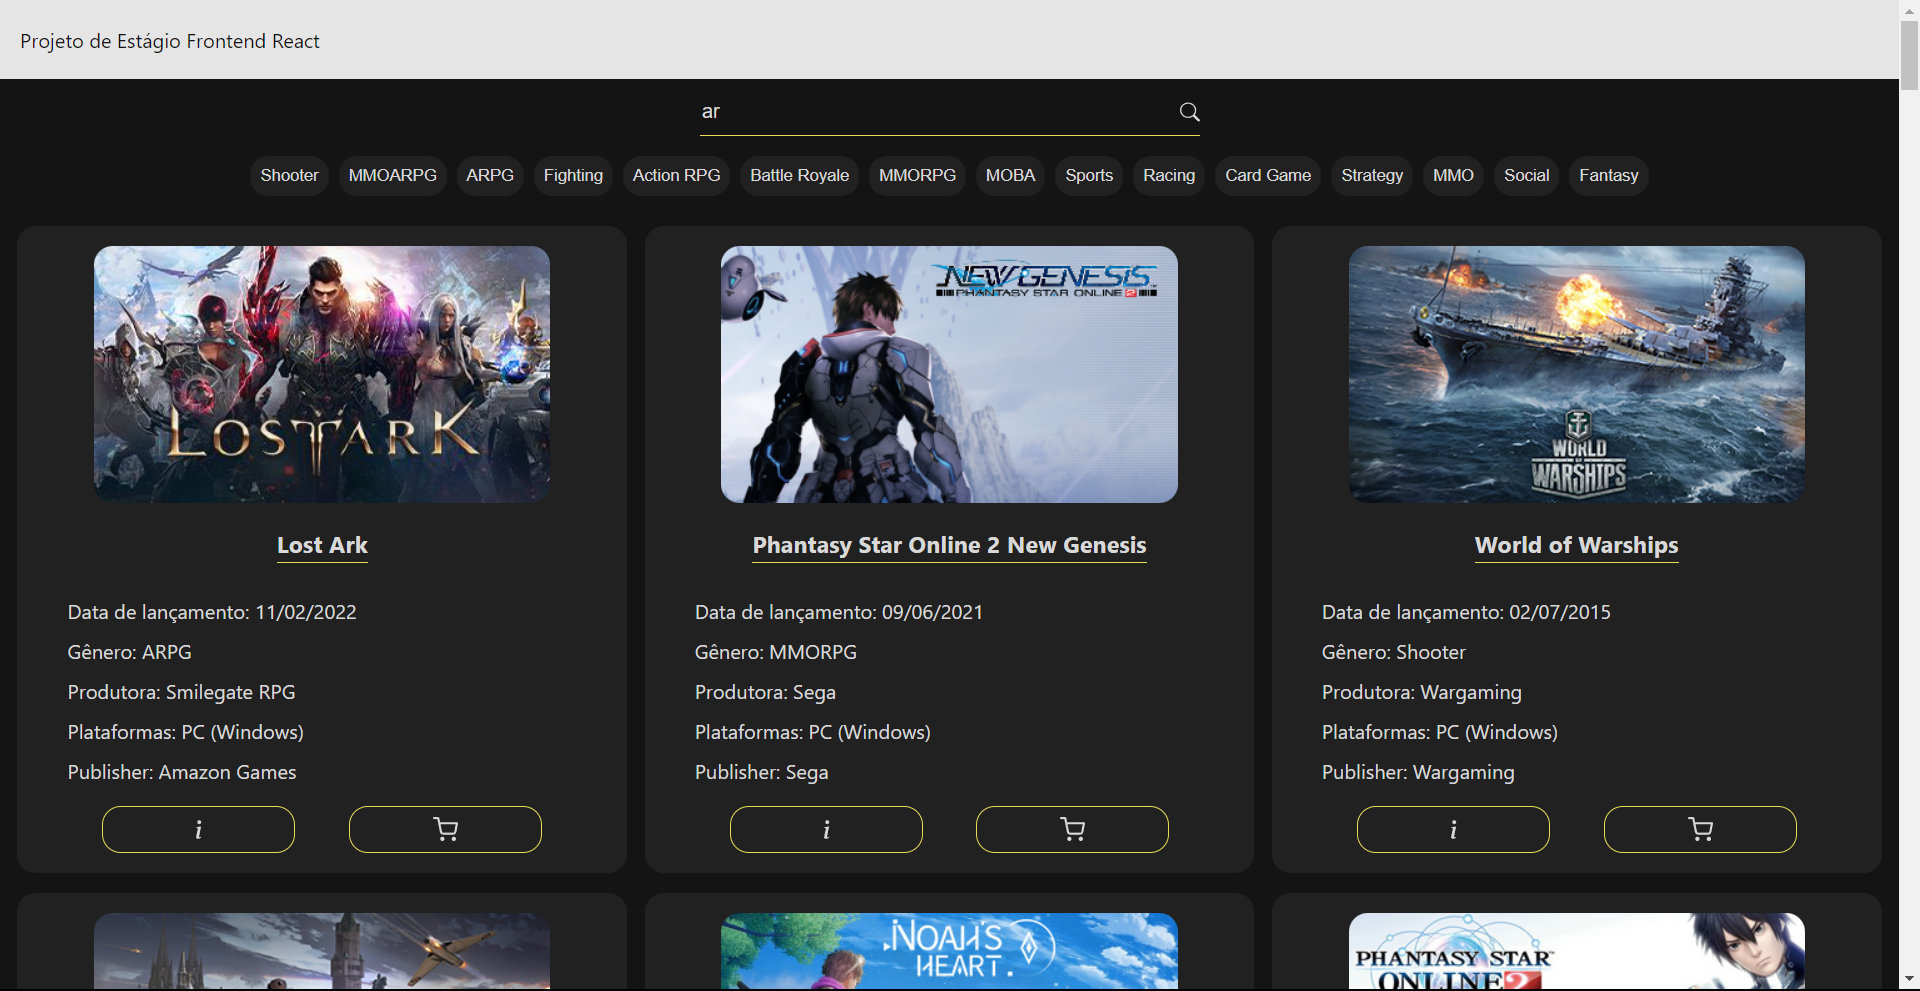 Projeto de Estágio Frontend React
ar
Shooter MMOARPG ARPG Fighting Action RPG Battle Royale MMORPG MOBA Sports Racing Card Game Strategy MMO Social Fantasy
LOST ARK
NEW GENESIS
PHANTASY STAR ONLINE 2
WORLD
OF
WARSHIPS
Lost Ark
Data de lançamento: 11/02/2022
Gênero: ARPG
Produtora: Smilegate RPG
Plataformas: PC (Windows)
Publisher: Amazon Games
i
Phantasy Star Online 2 New Genesis
Data de lançamento: 09/06/2021
Gênero: MMORPG
Produtora: Sega
Plataformas: PC (Windows)
Publisher: Sega
i
World of Warships
Data de lançamento: 02/07/2015
Gênero: Shooter
Produtora: Wargaming
Plataformas: PC (Windows)
Publisher: Wargaming
i
NOAH'S
HEART
PHANTASY STAR
ONLINE 2